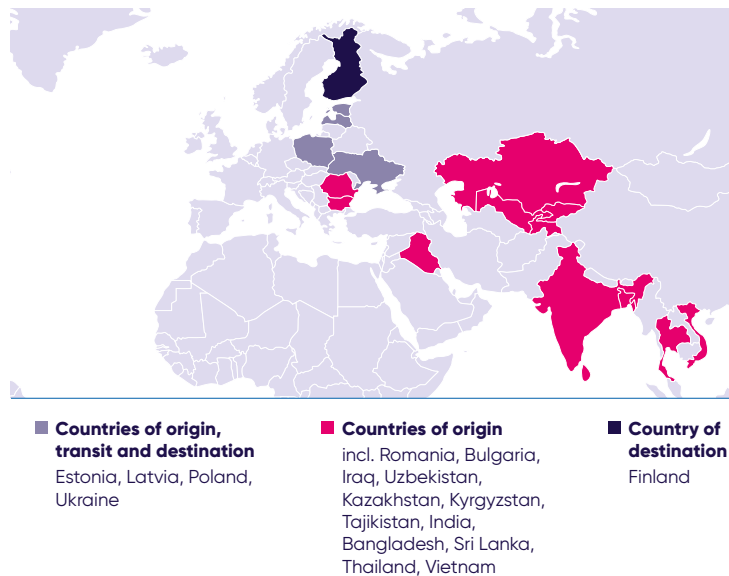 Countries of origin,
transit and destination
Estonia, Latvia, Poland,
Ukraine
Countries of origin
incl. Romania, Bulgaria,
Iraq, Uzbekistan,
Kazakhstan, Kyrgyzstan,
Tajikistan, India,
Bangladesh, Sri Lanka,
Thailand, Vietnam
Country of
destination
Finland